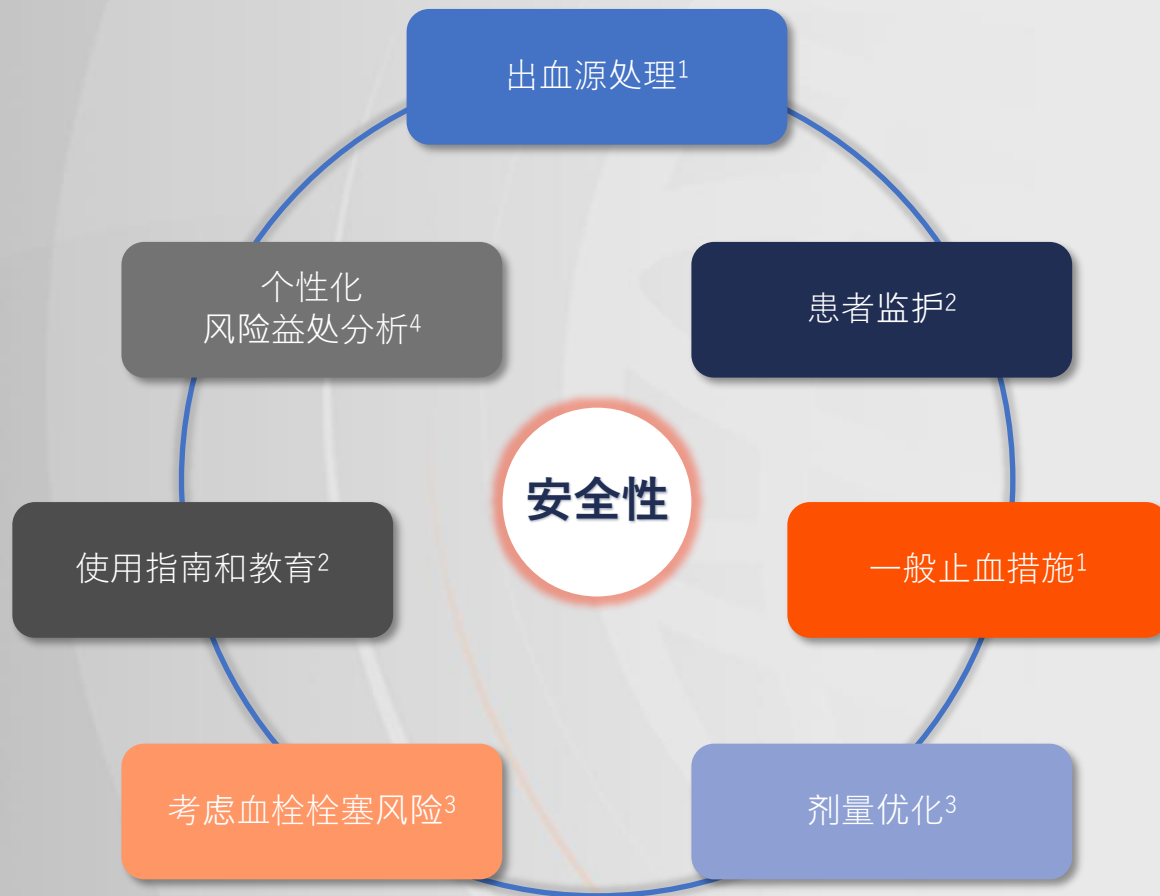 出血源处理¹
个性化
风险益处分析⁴
患者监护²
安全性
使用指南和教育²
一般止血措施¹
考虑血栓栓塞风险³
剂量优化³